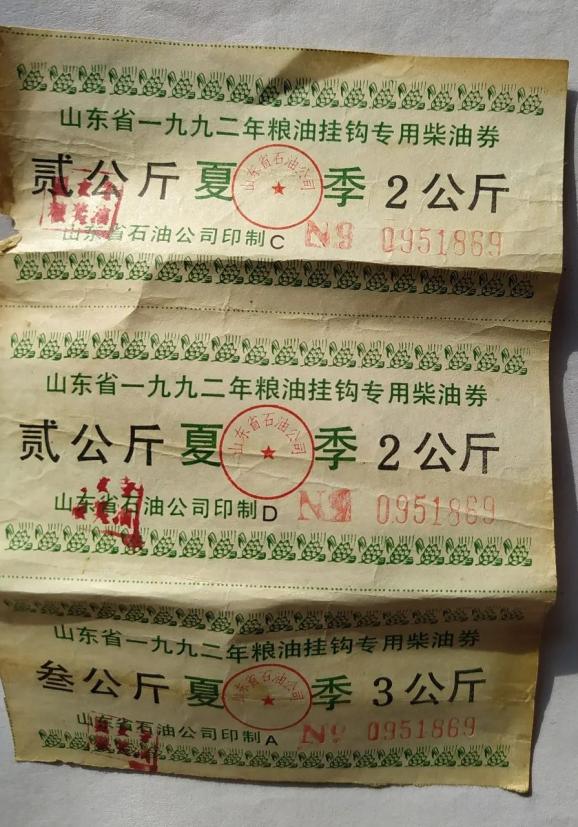 山东省一九九二年粮油挂钩专用柴油券
贰公斤 夏季 2公斤
山东省石油公司
山东省石油公司印制C № 0951869
山东省一九九二年粮油挂钩专用柴油券
贰公斤 夏季 2公斤
山东省石油公司
山东省石油公司印制D № 0951869
山东省一九九二年粮油挂钩专用柴油券
叁公斤 夏季 3公斤
山东省石油公司
山东省石油公司印制A № 0951869